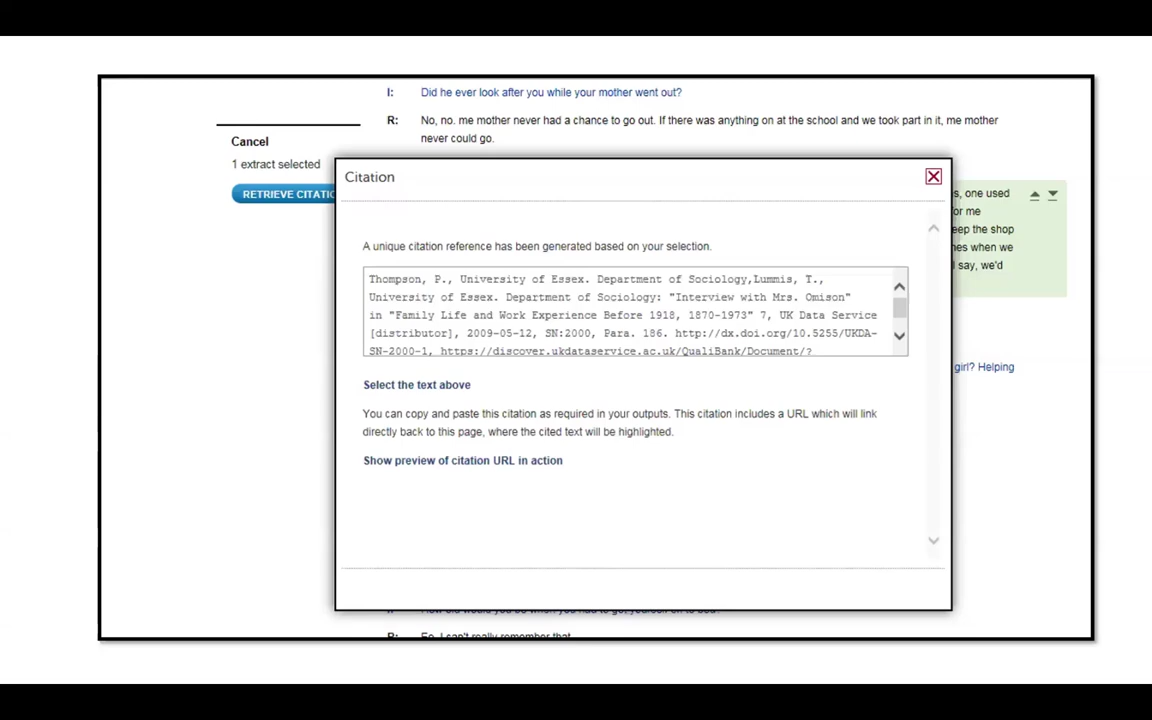 I: Did he ever look after you while your mother went out?
R: No, no. me mother never had a chance to go out. If there was anything on at the school and we took part in it, me mother
never could go.
Cancel
1 extract selected
RETRIEVE CITATIO
Citation
A unique citation reference has been generated based on your selection.
Thompson, P., University of Essex. Department of Sociology,Lummis, T.,
University of Essex. Department of Sociology: "Interview with Mrs. Omison"
in "Family Life and Work Experience Before 1918, 1870-1973" 7, UK Data Service
[distributor], 2009-05-12, SN:2000, Para. 186. http://dx.doi.org/10.5255/UKDA-
SN-2000-1, https://discover.ukdataservice.ac.uk/QualiBank/Document/?
Select the text above
You can copy and paste this citation as required in your outputs. This citation includes a URL which will link
directly back to this page, where the cited text will be highlighted.
Show preview of citation URL in action
s, one used
for me
eep the shop
nes when we
I say, we'd
girl? Helping
R: Eo, I can't really remember that